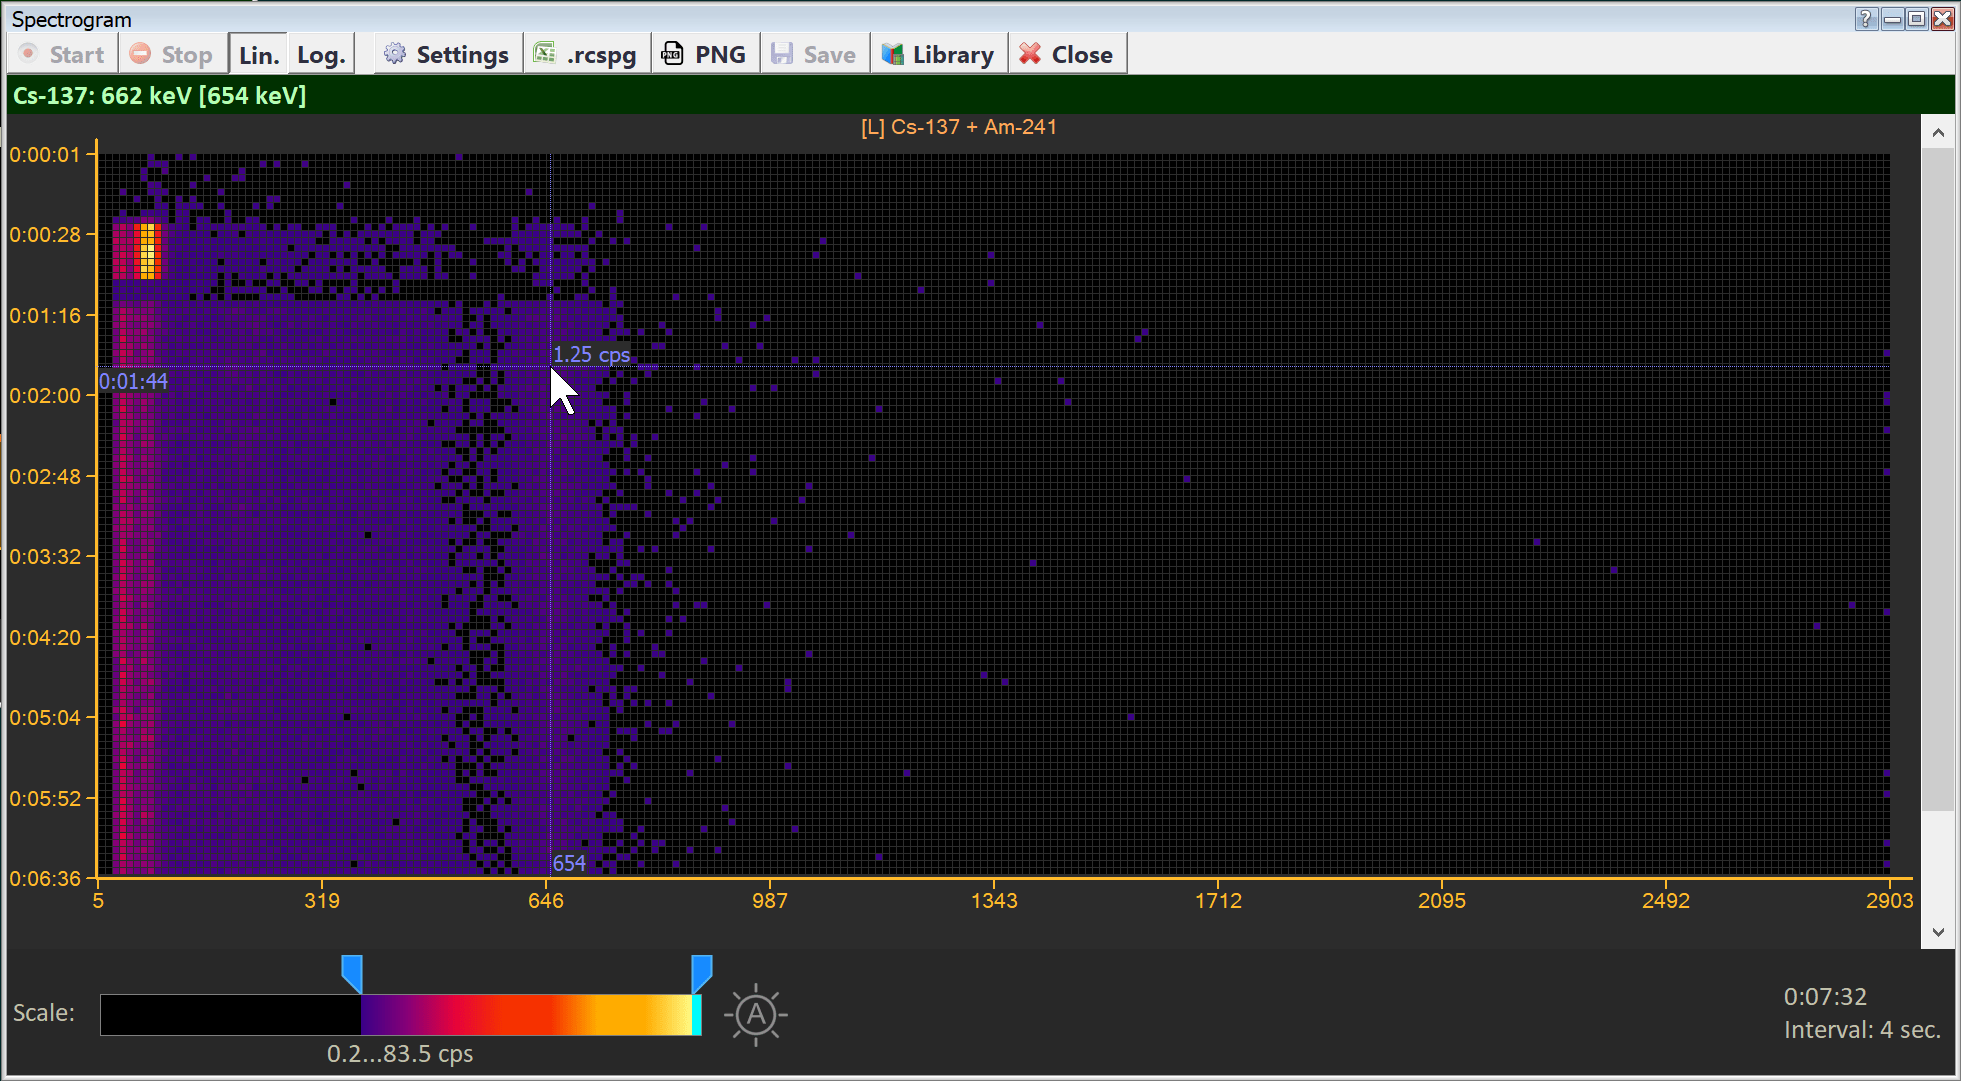 Spectrogram
Start Stop Lin. Log. Settings .rcspg PNG Save Library Close
Cs-137: 662 keV [654 keV]
[L] Cs-137 + Am-241
0:00:01
0:00:28
0:01:16
1.25 cps
0:01:44
0:02:00
0:02:48
0:03:32
0:04:20
0:05:04
0:05:52
654
0:06:36
5 319 646 987 1343 1712 2095 2492 2903
Scale:
A
0.2...83.5 cps
0:07:32
Interval: 4 sec.